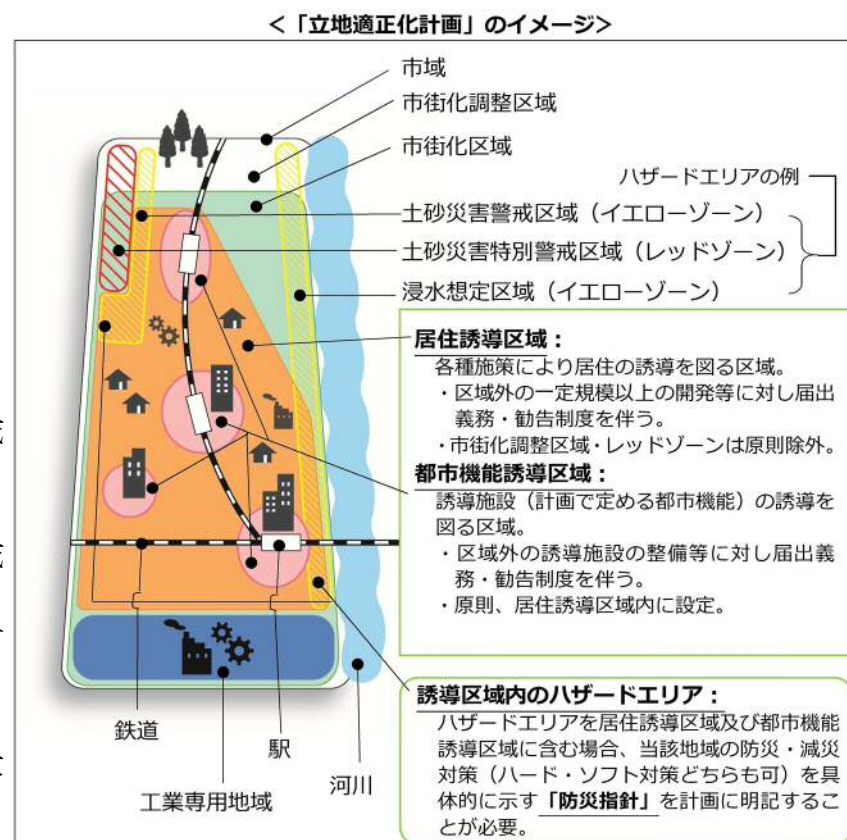 ＜「立地適正化計画」のイメージ＞
市域
市街化調整区域
市街化区域
ハザードエリアの例
土砂災害警戒区域（イエローゾーン）
土砂災害特別警戒区域（レッドゾーン）
浸水想定区域（イエローゾーン）
居住誘導区域：
各種施策により居住の誘導を図る区域。
・区域外の一定規模以上の開発等に対し届出
義務・勧告制度を伴う。
・市街化調整区域・レッドゾーンは原則除外。
都市機能誘導区域：
誘導施設（計画で定める都市機能）の誘導を
図る区域。
・区域外の誘導施設の整備等に対し届出義
務・勧告制度を伴う。
・原則、居住誘導区域内に設定。
誘導区域内のハザードエリア：
ハザードエリアを居住誘導区域及び都市機能
誘導区域に含む場合、当該地域の防災・減災
対策（ハード・ソフト対策どちらも可）を具
体的に示す「防災指針」を計画に明記するこ
とが必要。
鉄道
駅
河川
工業専用地域